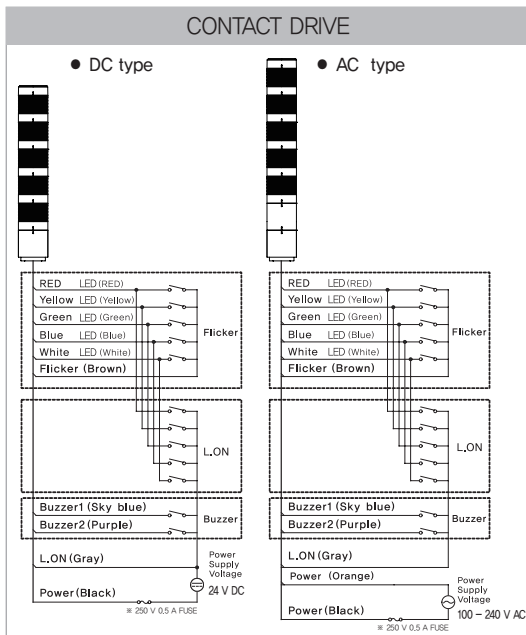 CONTACT DRIVE
● DC type
RED LED (RED)
Yellow LED (Yellow)
Green LED (Green)
Blue LED (Blue)
White LED (White)
Flicker (Brown)
Flicker
L.ON
Buzzer1 (Sky blue)
Buzzer2 (Purple)
Buzzer
L.ON (Gray)
Power
Supply
Voltage
24 V DC
Power (Black)
※ 250 V 0.5 A FUSE
● AC type
RED LED (RED)
Yellow LED (Yellow)
Green LED (Green)
Blue LED (Blue)
White LED (White)
Flicker (Brown)
Flicker
L.ON
Buzzer1 (Sky blue)
Buzzer2 (Purple)
Buzzer
L.ON (Gray)
Power (Orange)
Power
Supply
Voltage
100 - 240 V AC
Power (Black)
※ 250 V 0.5 A FUSE